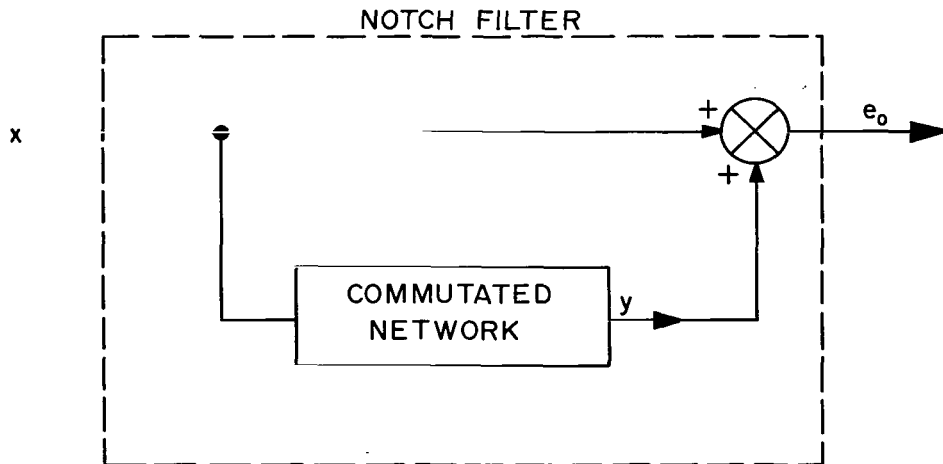 NOTCH FILTER
x
+
e₀
+
COMMUTATED
NETWORK
y